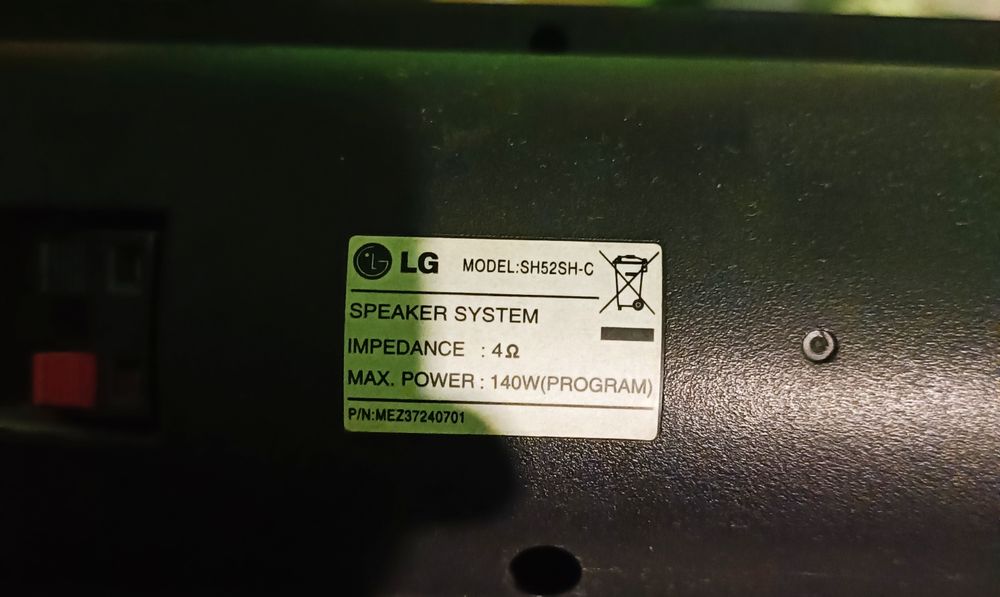 LG MODEL:SH52SH-C
SPEAKER SYSTEM
IMPEDANCE : 4Ω
MAX. POWER : 140W(PROGRAM)
P/N:MEZ37240701